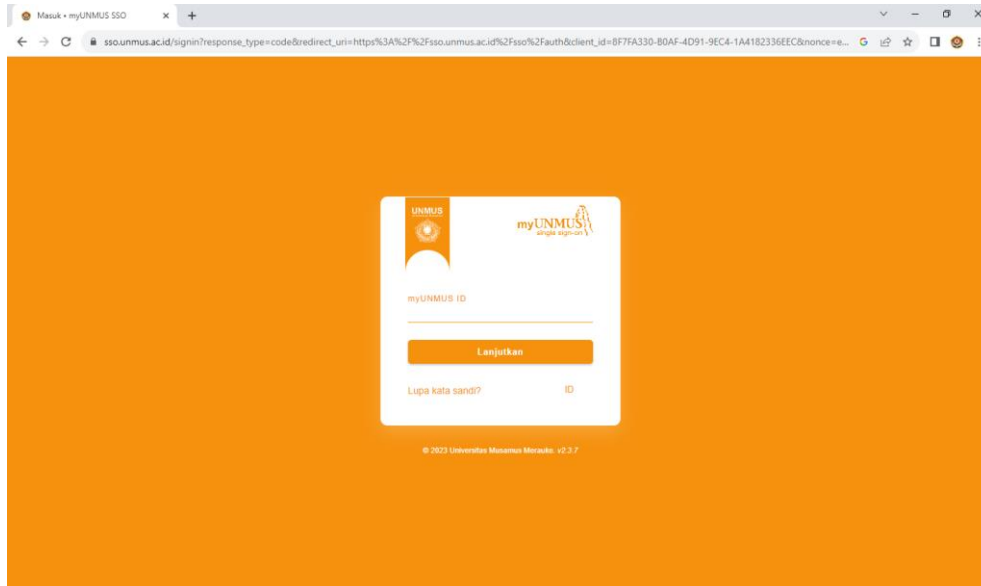 Masuk • myUNMUS SSO
sso.unmus.ac.id/signin?response_type=code&redirect_uri=https%3A%2F%2Fsso.unmus.ac.id%2Fsso%2Fauth&client_id=8F7FA330-80AF-4D91-9EC4-1A4182336EEC&nonce=e...
UNMUS
myUNMUS
single sign-on
myUNMUS ID
Lanjutkan
Lupa kata sandi? ID
© 2023 Universitas Musamus Merauke. v2.3.7